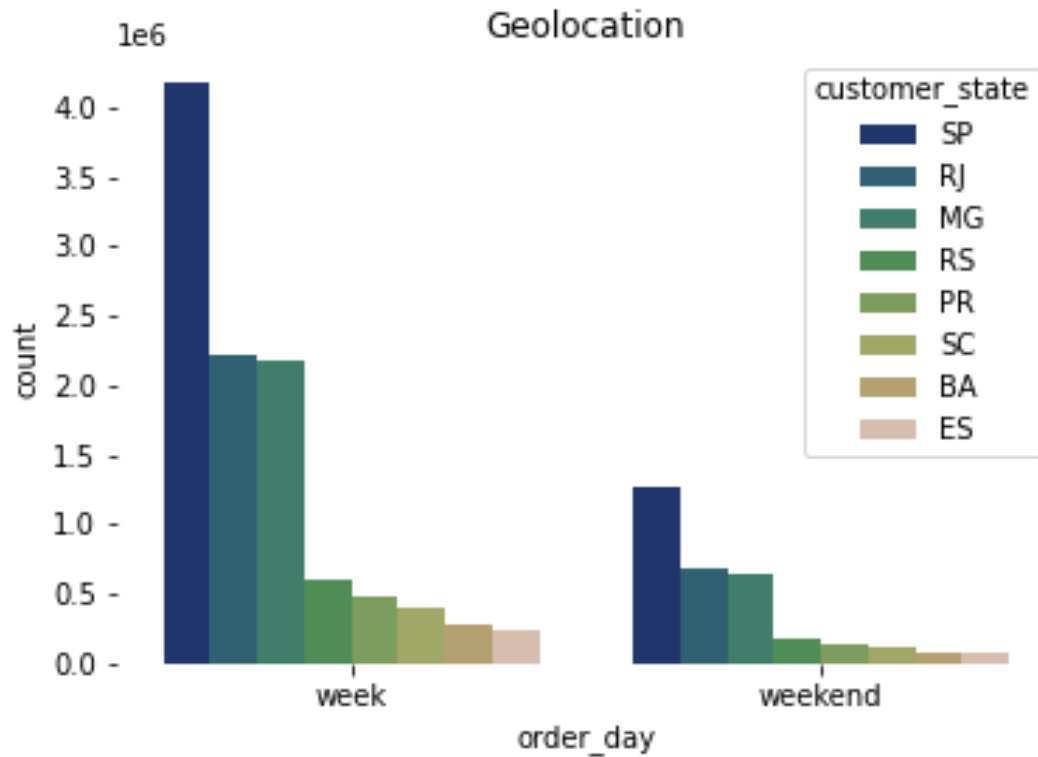 Geolocation
1e6
customer_state
SP
RJ
MG
RS
PR
SC
BA
ES
count
4.0
3.5
3.0
2.5
2.0
1.5
1.0
0.5
0.0
week weekend
order_day